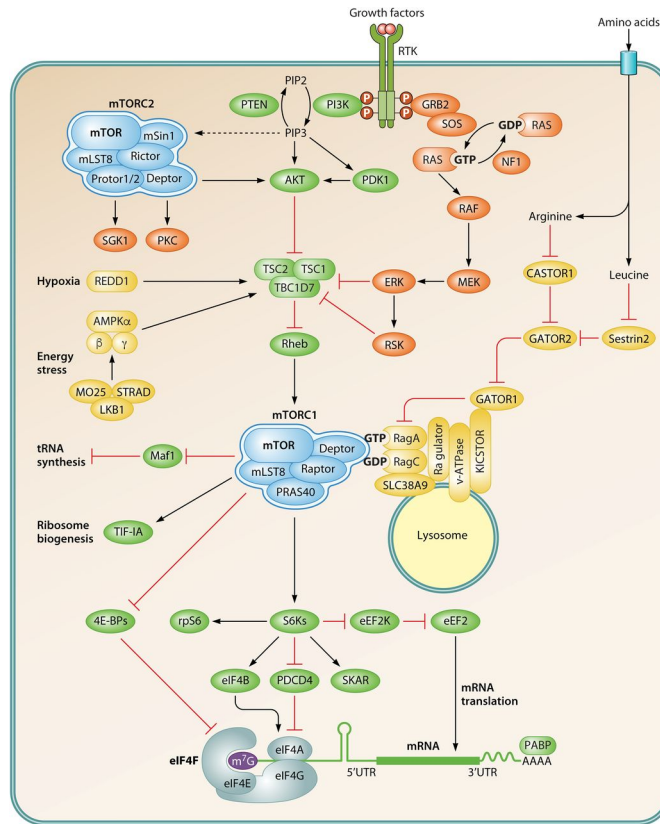 Growth factors
Amino acids
RTK
PIP2
PTEN
PI3K
P
P
P
P
GRB2
SOS
PIP3
GDP
RAS
RAS
GTP
NF1
mTORC2
mTOR
mSin1
mLST8
Rictor
Protor1/2
Deptor
AKT
PDK1
RAF
SGK1
PKC
Arginine
CASTOR1
Leucine
TSC2
TSC1
TBC1D7
ERK
MEK
Hypoxia
REDD1
AMPKα
β
γ
Energy
stress
RSK
GATOR2
Sestrin2
Rheb
MO25
STRAD
LKB1
GATOR1
mTORC1
mTOR
Deptor
mLST8
Raptor
PRAS40
GTP
RagA
GDP
RagC
SLC38A9
Ra gulator
v-ATPase
KICSTOR
tRNA
synthesis
Maf1
Ribosome
biogenesis
TIF-IA
Lysosome
4E-BPs
rpS6
S6Ks
eEF2K
eEF2
eIF4B
PDCD4
SKAR
mRNA
translation
eIF4F
m7G
eIF4A
eIF4E
eIF4G
mRNA
5'UTR
3'UTR
PABP
AAAA